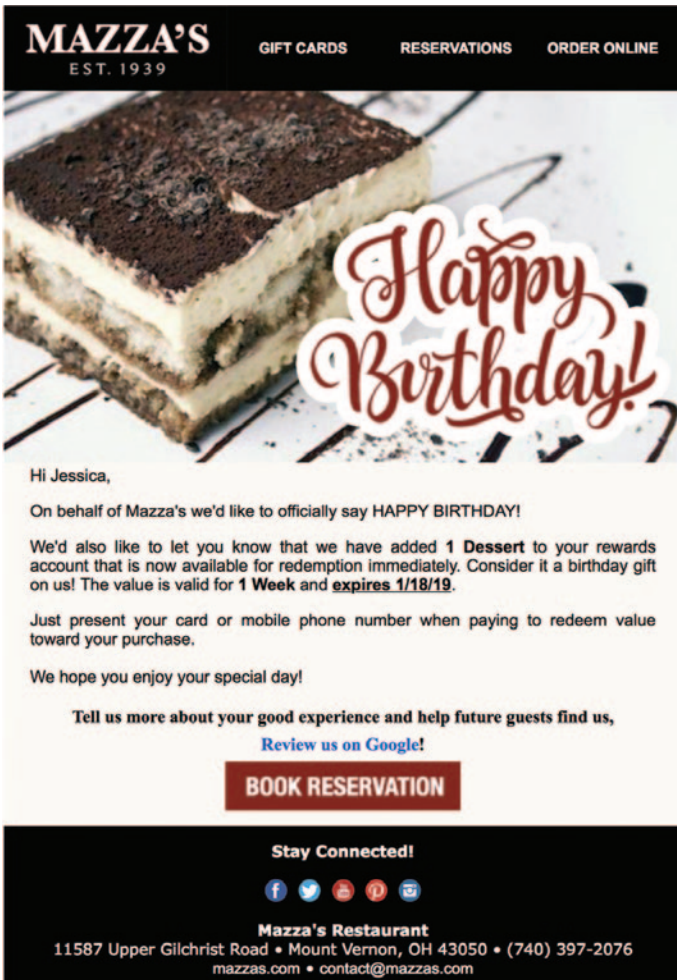 MAZZA'S
EST. 1939
GIFT CARDS RESERVATIONS ORDER ONLINE
Happy
Birthday!
Hi Jessica,
On behalf of Mazza's we'd like to officially say HAPPY BIRTHDAY!
We'd also like to let you know that we have added 1 Dessert to your rewards
account that is now available for redemption immediately. Consider it a birthday gift
on us! The value is valid for 1 Week and expires 1/18/19.
Just present your card or mobile phone number when paying to redeem value
toward your purchase.
We hope you enjoy your special day!
Tell us more about your good experience and help future guests find us,
Review us on Google!
BOOK RESERVATION
Stay Connected!
Mazza's Restaurant
11587 Upper Gilchrist Road • Mount Vernon, OH 43050 • (740) 397-2076
mazzas.com • contact@mazzas.com